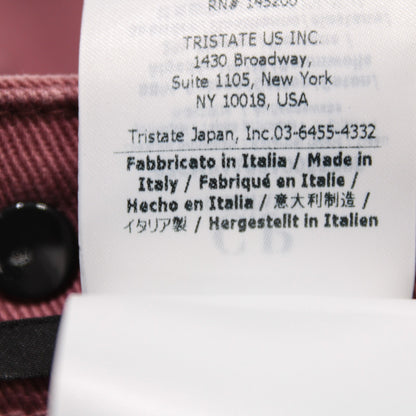 RN# 145200
TRISTATE US INC.
1430 Broadway,
Suite 1105, New York
NY 10018, USA
Tristate Japan, Inc.03-6455-4332
Fabbricato in Italia / Made in
Italy / Fabriqué en Italie /
Hecho en Italia / 意大利制造 /
イタリア製 / Hergestellt in Italien